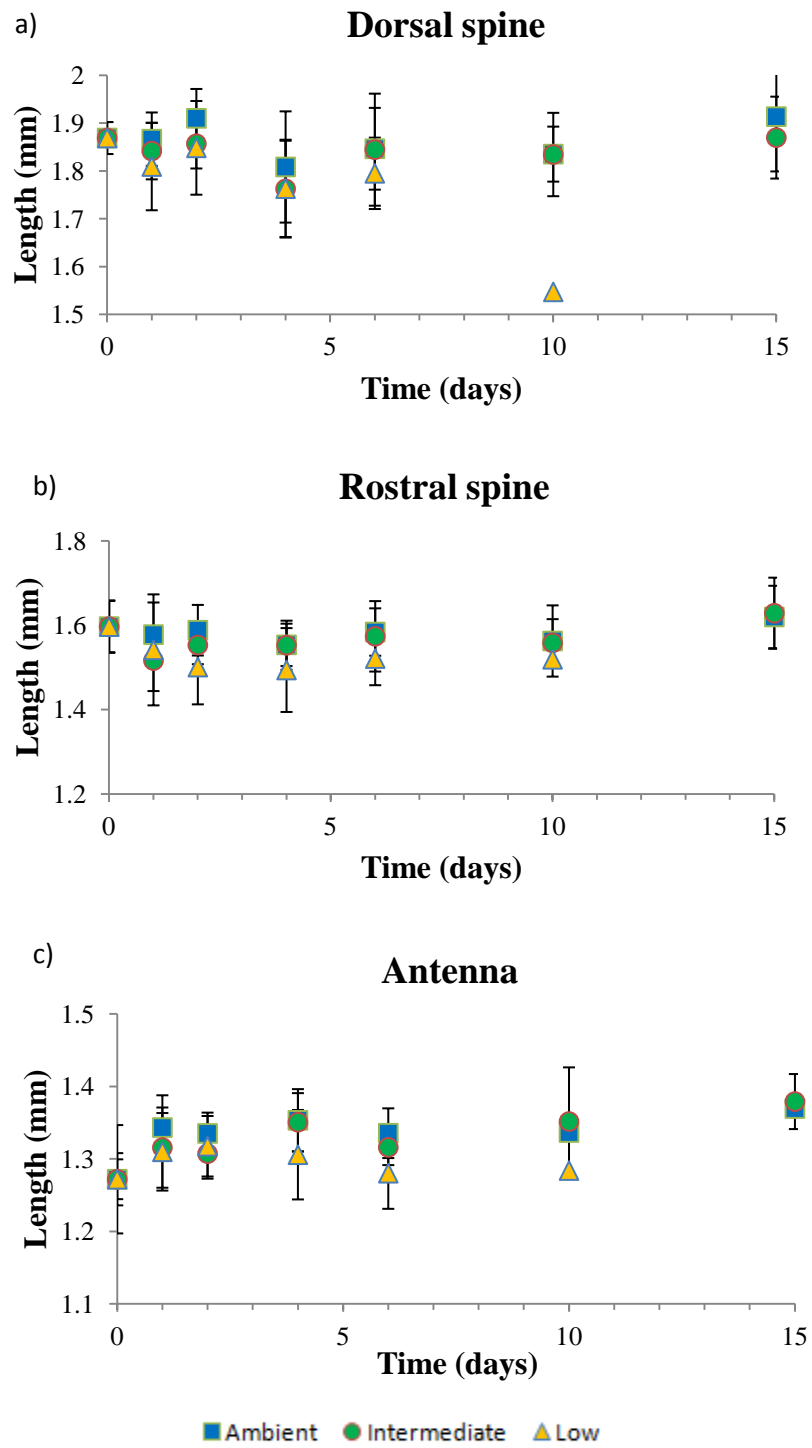 a)
Dorsal spine
2
1.9
1.8
1.7
1.6
1.5
Length (mm)
0 5 10 15
Time (days)
b)
Rostral spine
1.8
1.6
1.4
1.2
Length (mm)
0 5 10 15
Time (days)
c)
Antenna
1.5
1.4
1.3
1.2
1.1
Length (mm)
0 5 10 15
Time (days)
Ambient Intermediate Low